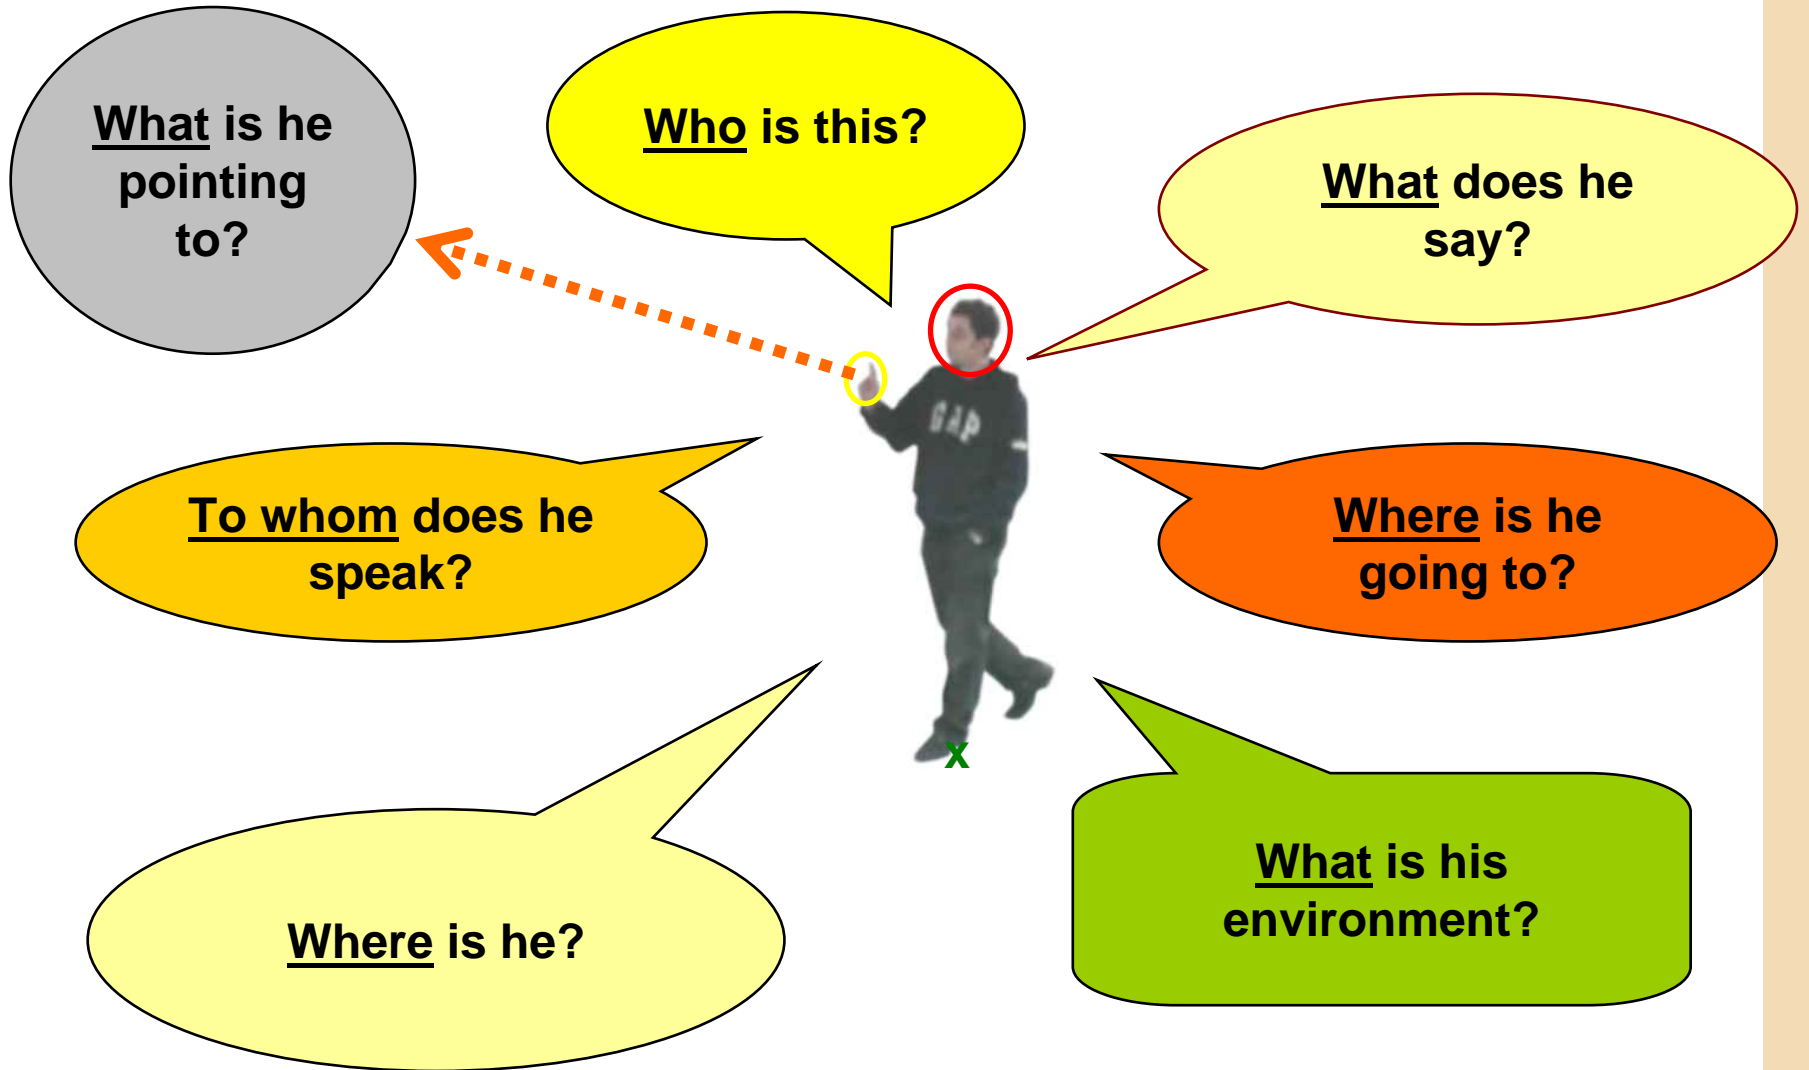 What is he
pointing
to?
Who is this?
What does he
say?
GAP
To whom does he
speak?
Where is he
going to?
x
Where is he?
What is his
environment?